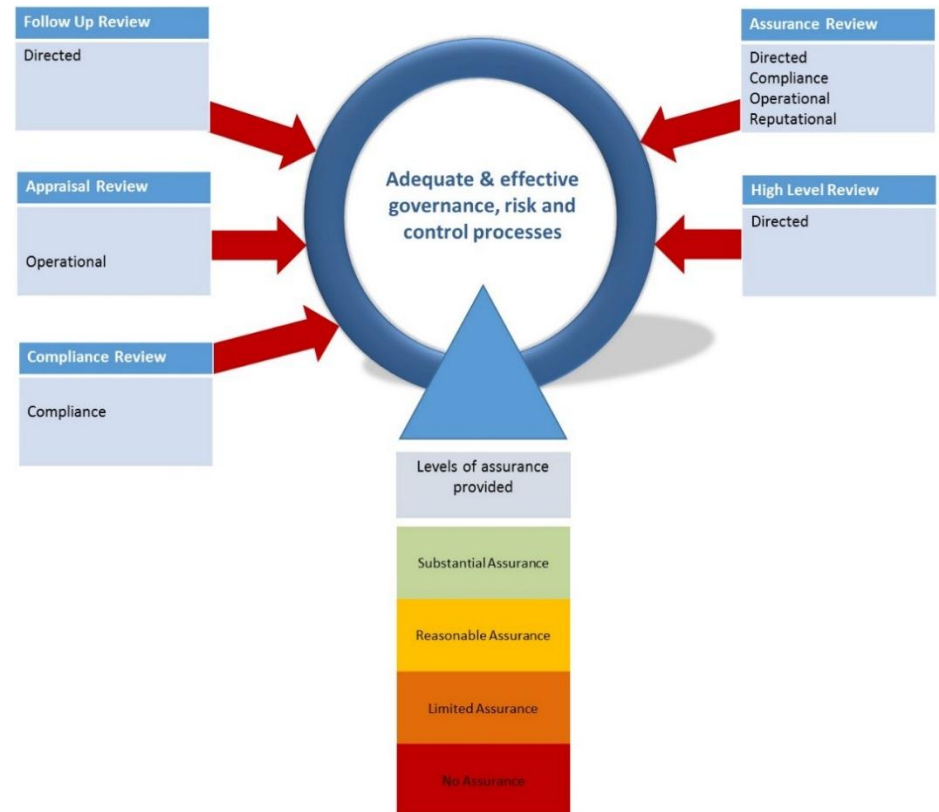 Follow Up Review
Directed
Appraisal Review
Operational
Compliance Review
Compliance
Adequate & effective
governance, risk and
control processes
Assurance Review
Directed
Compliance
Operational
Reputational
High Level Review
Directed
Levels of assurance
provided
Substantial Assurance
Reasonable Assurance
Limited Assurance
No Assurance